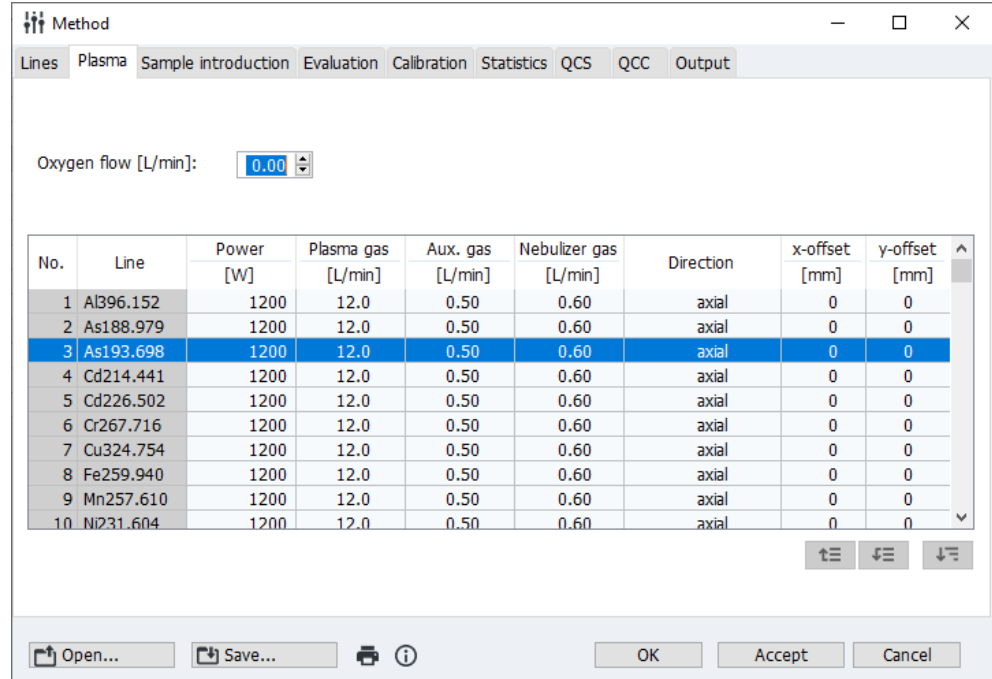 Method
Lines Plasma Sample introduction Evaluation Calibration Statistics QCS QCC Output
Oxygen flow [L/min]: 0.00
No. Line Power [W] Plasma gas [L/min] Aux. gas [L/min] Nebulizer gas [L/min] Direction x-offset [mm] y-offset [mm]
1 Al396.152 1200 12.0 0.50 0.60 axial 0 0
2 As188.979 1200 12.0 0.50 0.60 axial 0 0
3 As193.698 1200 12.0 0.50 0.60 axial 0 0
4 Cd214.441 1200 12.0 0.50 0.60 axial 0 0
5 Cd226.502 1200 12.0 0.50 0.60 axial 0 0
6 Cr267.716 1200 12.0 0.50 0.60 axial 0 0
7 Cu324.754 1200 12.0 0.50 0.60 axial 0 0
8 Fe259.940 1200 12.0 0.50 0.60 axial 0 0
9 Mn257.610 1200 12.0 0.50 0.60 axial 0 0
10 Ni231.604 1200 12.0 0.50 0.60 axial 0 0
Open... Save... OK Accept Cancel